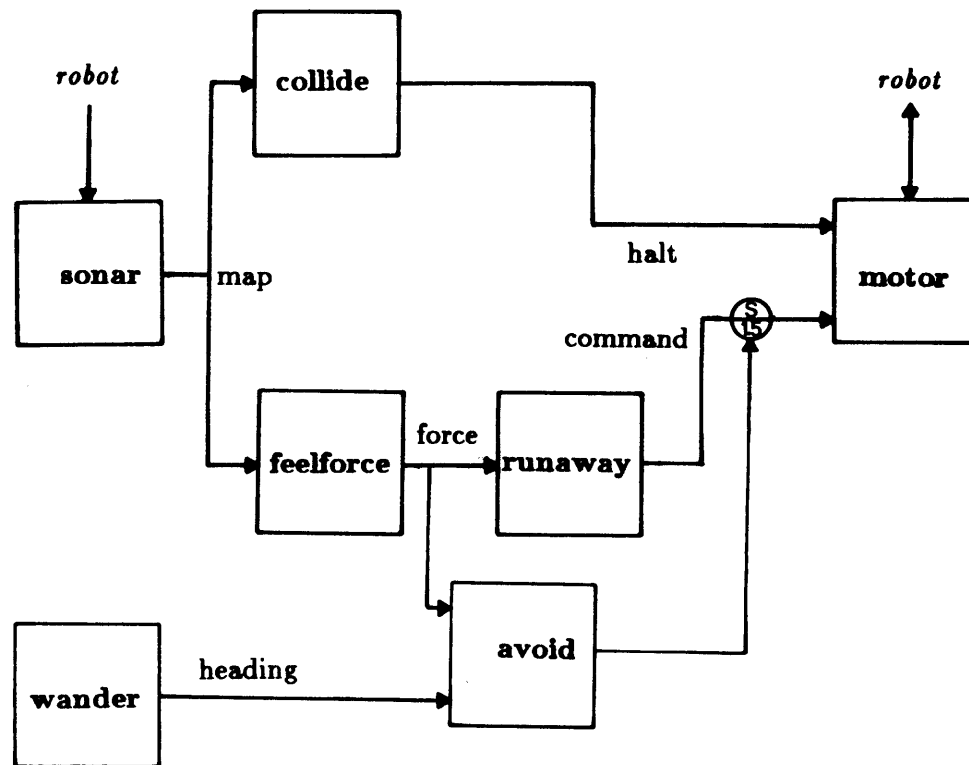 robot
collide
robot
sonar
map
halt
motor
S
15
command
feelforce
force
runaway
avoid
heading
wander